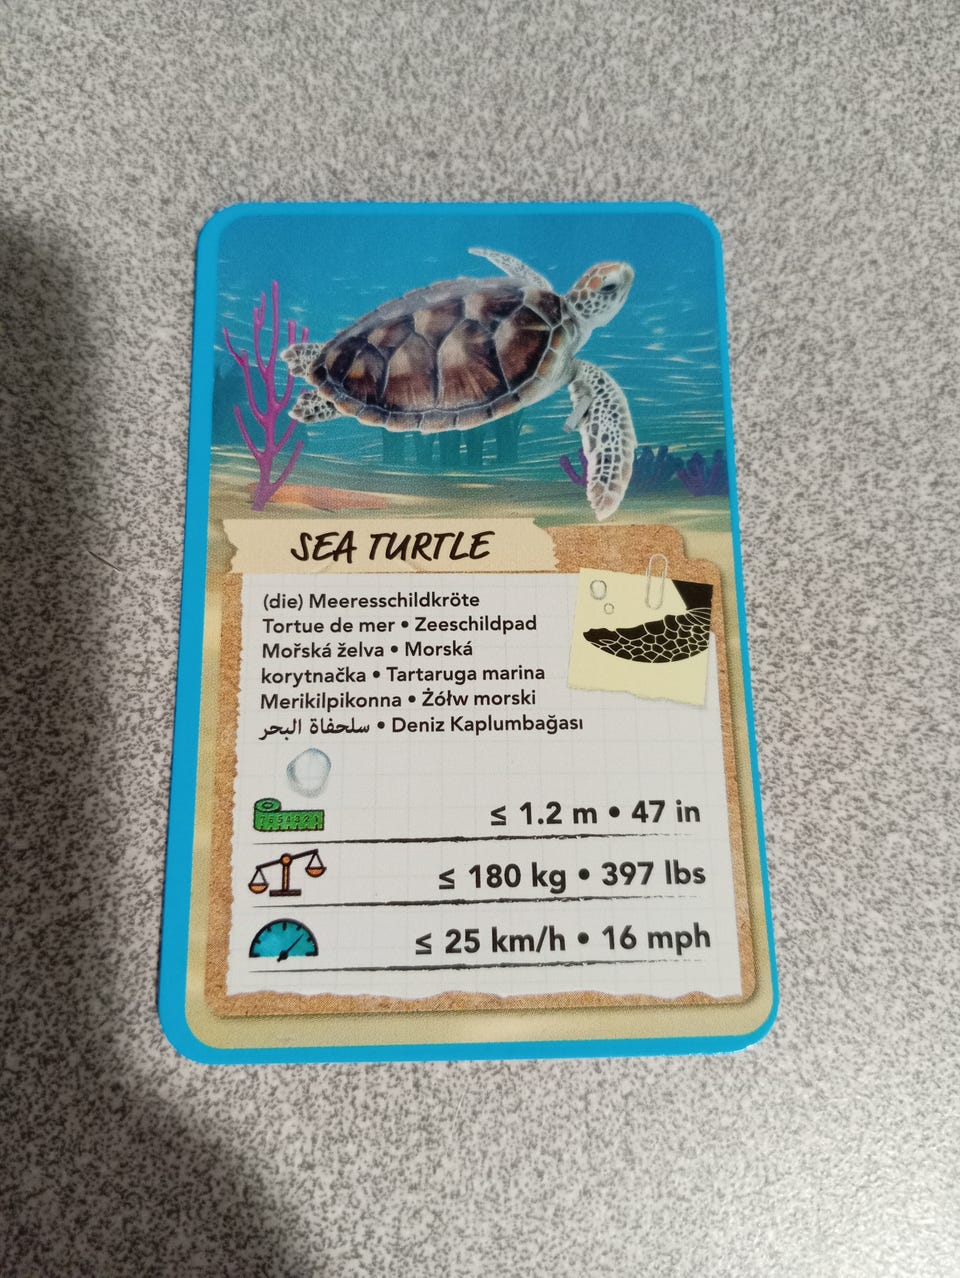 SEA TURTLE
(die) Meeresschildkröte
Tortue de mer • Zeeschildpad
Mořská želva • Morská
korytnačka • Tartaruga marina
Merikilpikonna • Żółw morski
سلحفاة البحر • Deniz Kaplumbağası
≤ 1.2 m • 47 in
≤ 180 kg • 397 lbs
≤ 25 km/h • 16 mph